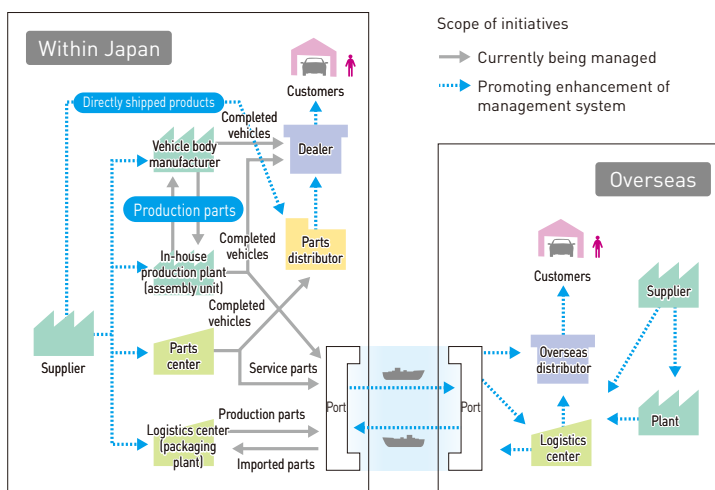 Scope of initiatives
Currently being managed
Promoting enhancement of
management system
Within Japan
Customers
Directly shipped products
Completed
vehicles
Vehicle body
manufacturer
Dealer
Production parts
In-house
production plant
(assembly unit)
Completed
vehicles
Parts
distributor
Completed
vehicles
Supplier
Parts
center
Service parts
Production parts
Logistics center
(packaging
plant)
Imported parts
Port
Port
Overseas
Customers
Supplier
Overseas
distributor
Plant
Logistics
center